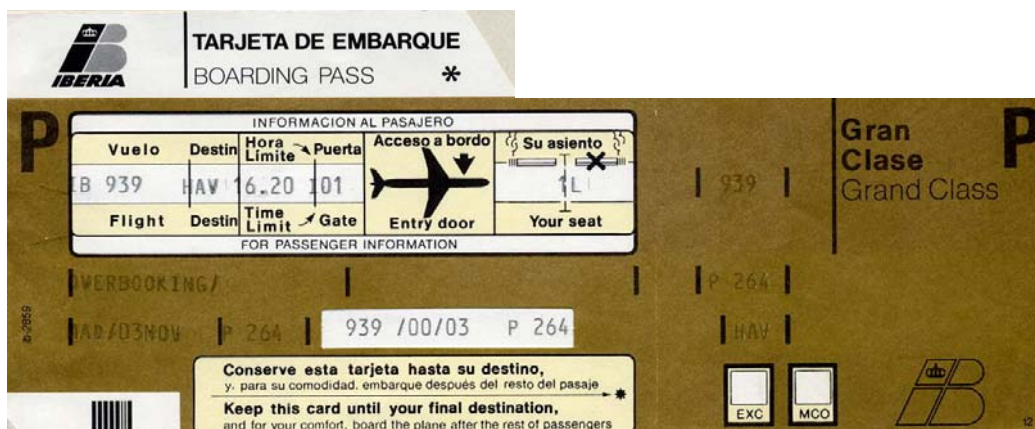 IBERIA
TARJETA DE EMBARQUE
BOARDING PASS *
P
INFORMACION AL PASAJERO
Vuelo Destin Hora Límite Puerta Acceso a bordo Su asiento
IB 939 HAV 16.20 I01 1L
Flight Destin Time Limit Gate Entry door Your seat
FOR PASSENGER INFORMATION
939
Gran
Clase
Grand Class
P
OVERBOOKING/
P 264
MAD/03NOV P 264 939 /00/03 P 264 HAV
Conserve esta tarjeta hasta su destino,
y, para su comodidad, embarque después del resto del pasaje
Keep this card until your final destination,
and for your comfort, board the plane after the rest of passengers
EXC MCO